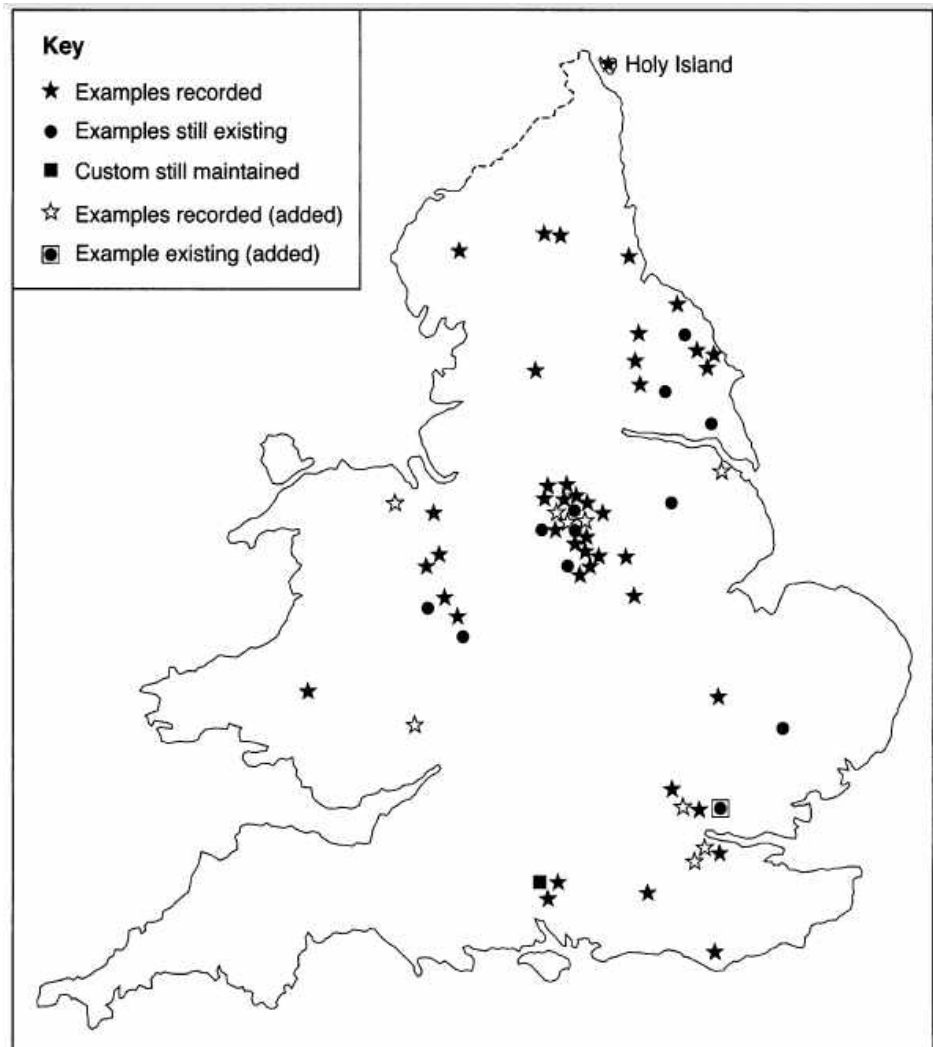 Key
Examples recorded
Examples still existing
Custom still maintained
Examples recorded (added)
Example existing (added)
Holy Island